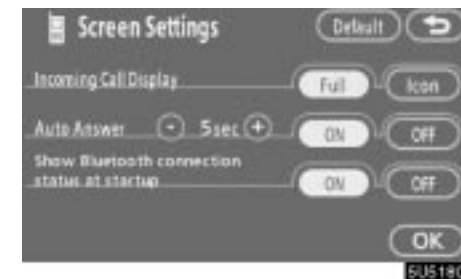 Screen Settings Default
Incoming Call Display Full Icon
Auto Answer - 5sec + ON OFF
Show Bluetooth connection
status at startup ON OFF
OK